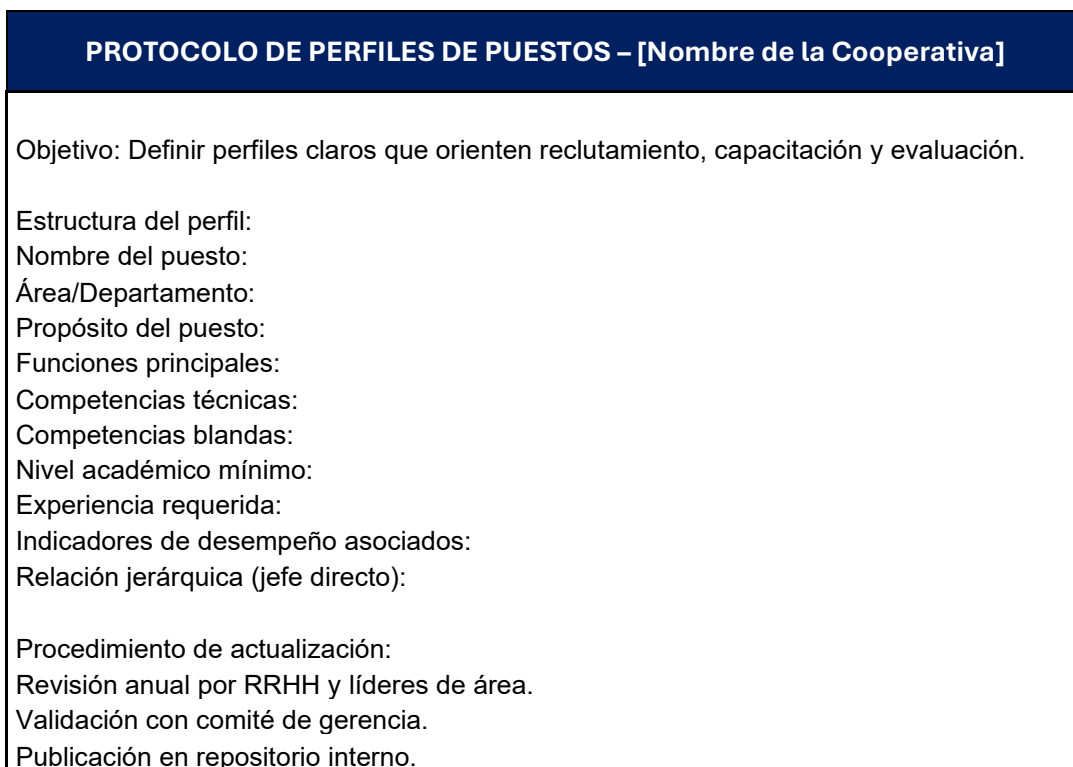 PROTOCOLO DE PERFILES DE PUESTOS – [Nombre de la Cooperativa]
Objetivo: Definir perfiles claros que orienten reclutamiento, capacitación y evaluación.
Estructura del perfil:
Nombre del puesto:
Área/Departamento:
Propósito del puesto:
Funciones principales:
Competencias técnicas:
Competencias blandas:
Nivel académico mínimo:
Experiencia requerida:
Indicadores de desempeño asociados:
Relación jerárquica (jefe directo):
Procedimiento de actualización:
Revisión anual por RRHH y líderes de área.
Validación con comité de gerencia.
Publicación en repositorio interno.